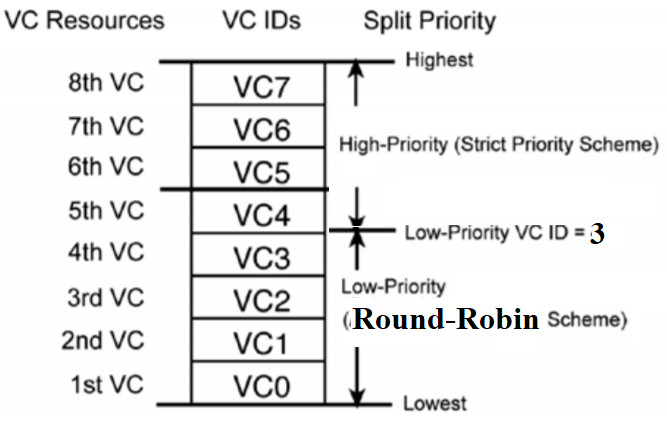 VC Resources VC IDs Split Priority
Highest
8th VC VC7
7th VC VC6
High-Priority (Strict Priority Scheme)
6th VC VC5
5th VC VC4
Low-Priority VC ID = 3
4th VC VC3
Low-Priority
3rd VC VC2
(Round-Robin Scheme)
2nd VC VC1
1st VC VC0
Lowest